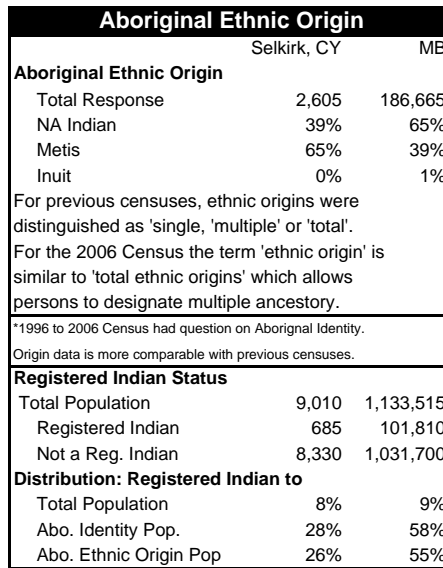 Aboriginal Ethnic Origin
Selkirk, CY MB
Aboriginal Ethnic Origin
Total Response 2,605 186,665
NA Indian 39% 65%
Metis 65% 39%
Inuit 0% 1%
For previous censuses, ethnic origins were
distinguished as 'single, 'multiple' or 'total'.
For the 2006 Census the term 'ethnic origin' is
similar to 'total ethnic origins' which allows
persons to designate multiple ancestory.
*1996 to 2006 Census had question on Aborignal Identity.
Origin data is more comparable with previous censuses.
Registered Indian Status
Total Population 9,010 1,133,515
Registered Indian 685 101,810
Not a Reg. Indian 8,330 1,031,700
Distribution: Registered Indian to
Total Population 8% 9%
Abo. Identity Pop. 28% 58%
Abo. Ethnic Origin Pop 26% 55%